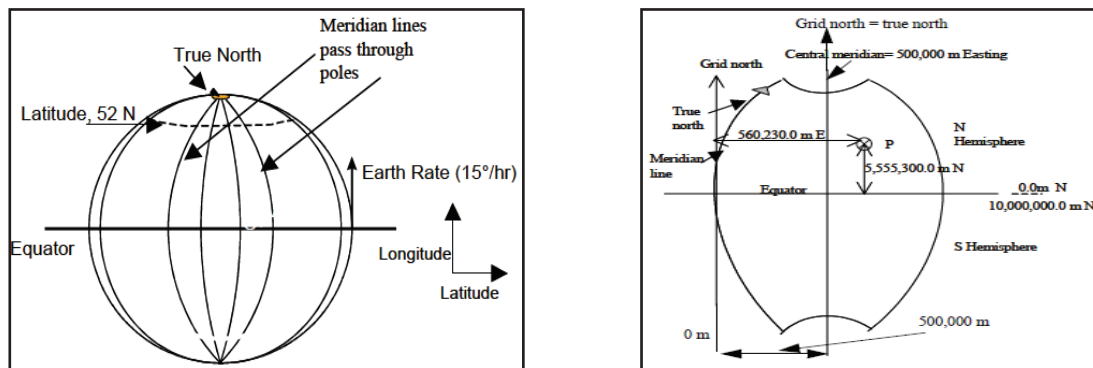 Meridian lines
pass through
poles
True North
Latitude, 52 N
Earth Rate (15°/hr)
Equator
Longitude
Latitude
Grid north = true north
Central meridian= 500,000 m Easting
Grid north
True
north
560,230.0 m E
P
N
Hemisphere
5,555,300.0 m N
Meridian
line
Equator
0.0m N
10,000,000.0 m N
S Hemisphere
500,000 m
0 m